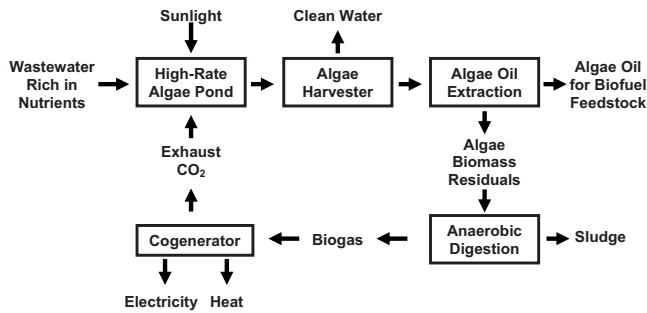 Sunlight
Clean Water
Wastewater
Rich in
Nutrients
High-Rate
Algae Pond
Algae
Harvester
Algae Oil
Extraction
Algae Oil
for Biofuel
Feedstock
Exhaust
CO₂
Algae
Biomass
Residuals
Cogenerator
Biogas
Anaerobic
Digestion
Sludge
Electricity
Heat